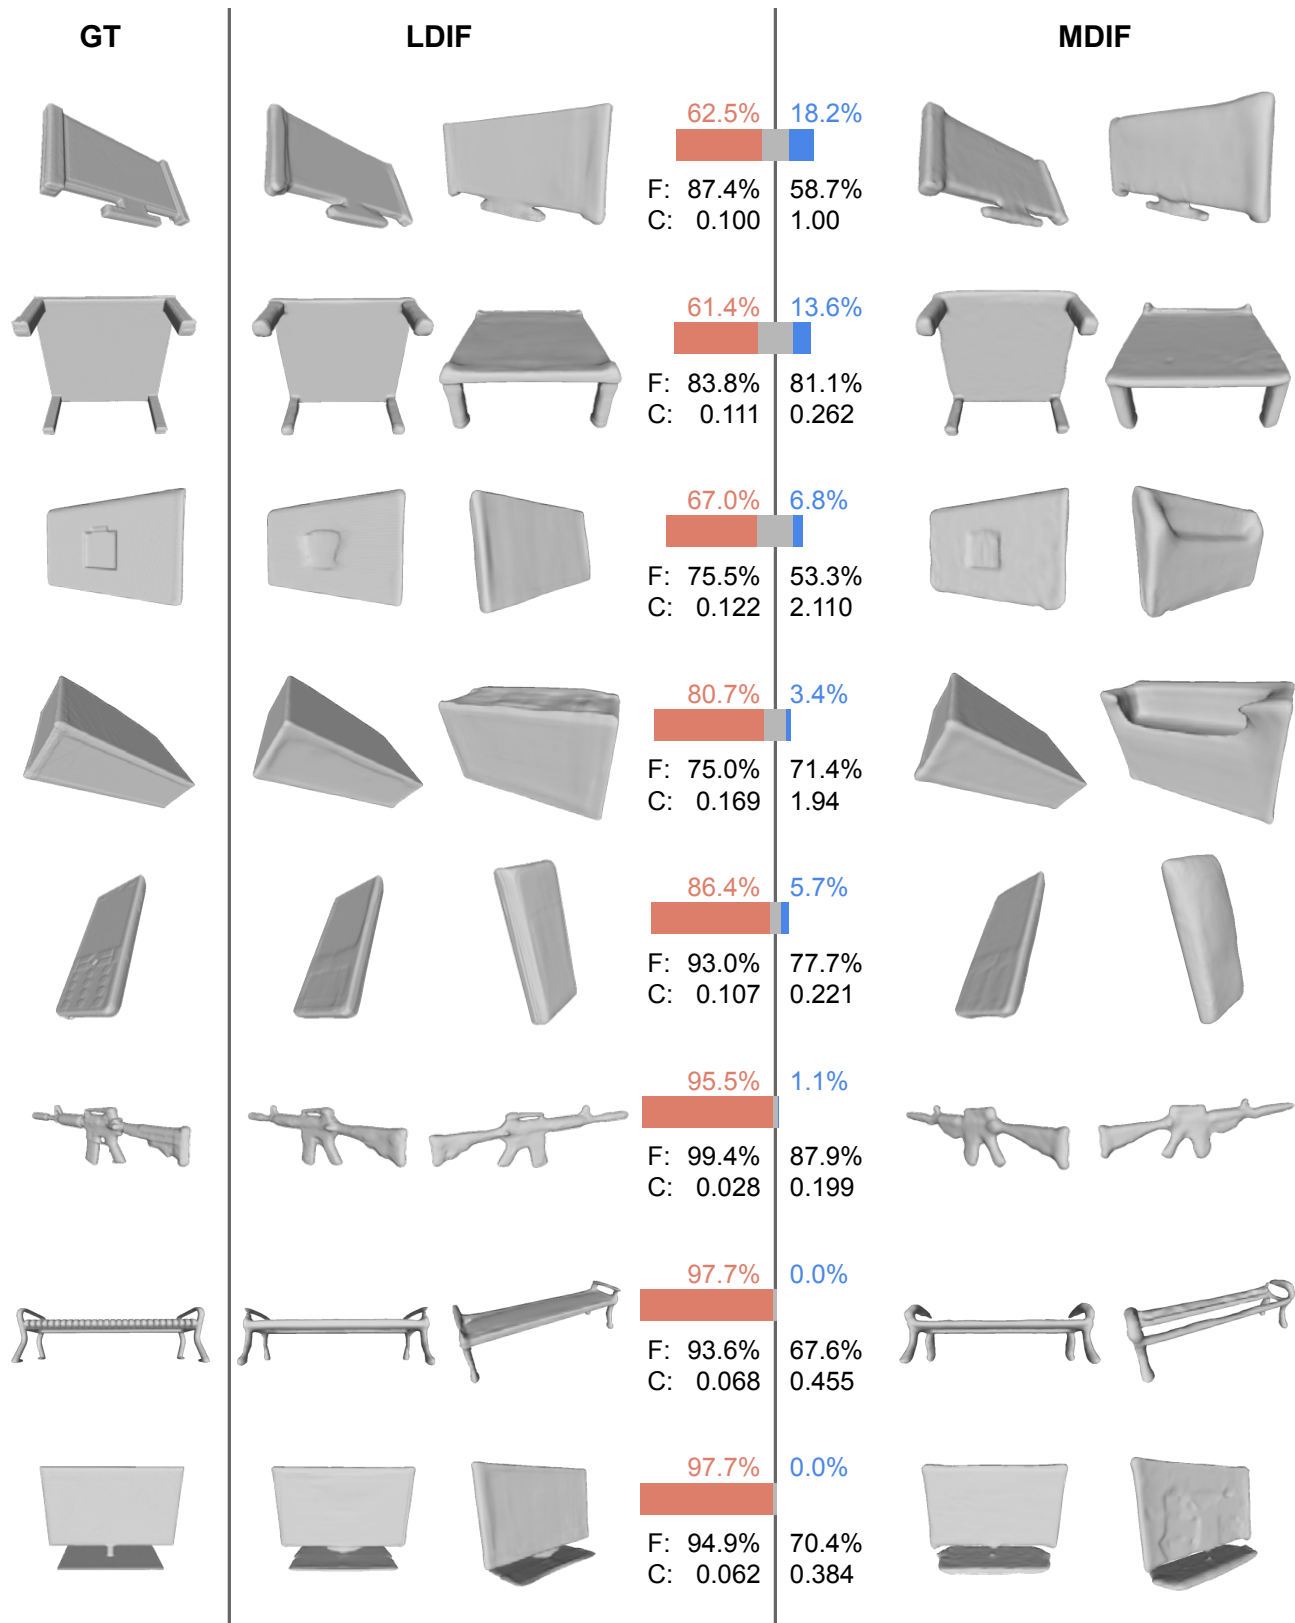 GT LDIF MDIF
62.5% 18.2%
F: 87.4% 58.7%
C: 0.100 1.00
61.4% 13.6%
F: 83.8% 81.1%
C: 0.111 0.262
67.0% 6.8%
F: 75.5% 53.3%
C: 0.122 2.110
80.7% 3.4%
F: 75.0% 71.4%
C: 0.169 1.94
86.4% 5.7%
F: 93.0% 77.7%
C: 0.107 0.221
95.5% 1.1%
F: 99.4% 87.9%
C: 0.028 0.199
97.7% 0.0%
F: 93.6% 67.6%
C: 0.068 0.455
97.7% 0.0%
F: 94.9% 70.4%
C: 0.062 0.384